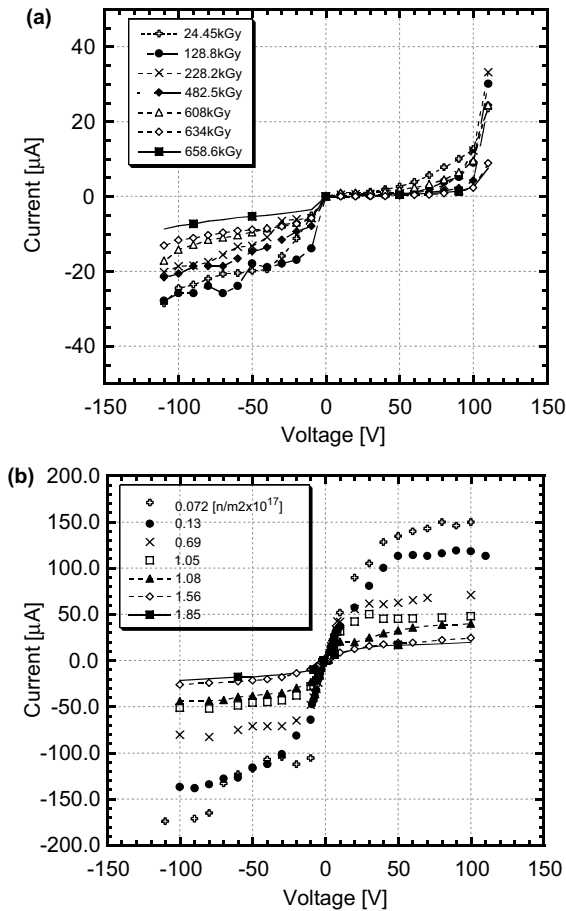 (a)
24.45kGy
128.8kGy
228.2kGy
482.5kGy
608kGy
634kGy
658.6kGy
40
20
0
-20
-40
Current [µA]
-150 -100 -50 0 50 100 150
Voltage [V]
(b)
0.072 [n/m2x10^17]
0.13
0.69
1.05
1.08
1.56
1.85
200.0
150.0
100.0
50.0
0.0
-50.0
-100.0
-150.0
-200.0
Current [µA]
-150 -100 -50 0 50 100 150
Voltage [V]